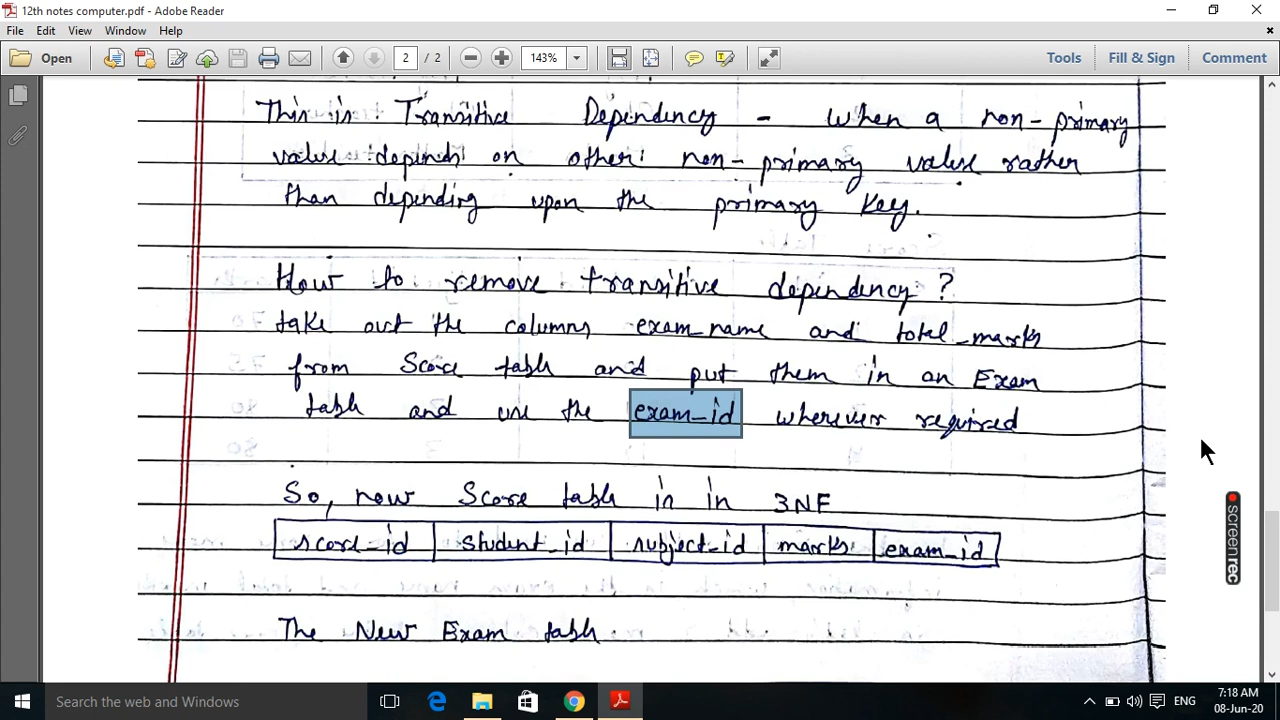 12th notes computer.pdf - Adobe Reader
File Edit View Window Help
Open 2 / 2 143% Tools Fill & Sign Comment
This is Transitive Dependency - When a non-primary
value depends on other non-primary value rather
than depending upon the primary key.
How to remove transitive dependency ?
take out the columns exam_name and total_marks
from Score table and put them in an Exam
table and use the exam_id wherever required
So, now Score table is in 3NF
score_id student_id subject_id marks exam_id
The New Exam table
screenrec
Search the web and Windows
ENG
7:18 AM
08-Jun-20